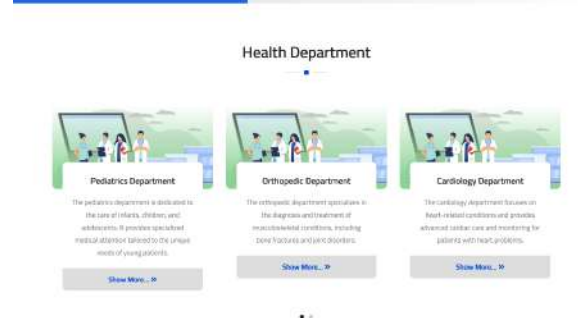 Health Department
Pediatrics Department
The pediatrics department is dedicated to
the care of infants, children, and
adolescents. It provides specialized
medical attention tailored to the unique
needs of young patients.
Show More... »
Orthopedic Department
The orthopedic department specializes in
the diagnosis and treatment of
musculoskeletal conditions, including
bone fractures and joint disorders.
Show More... »
Cardiology Department
The cardiology department focuses on
heart-related conditions and provides
advanced cardiac care and monitoring for
patients with heart problems.
Show More... »